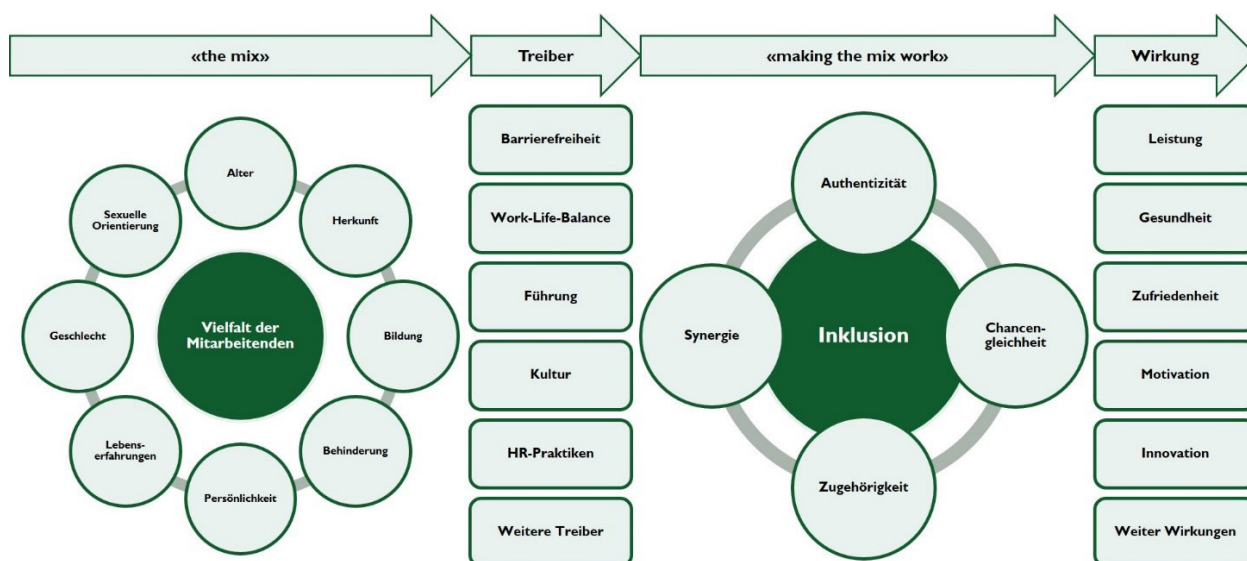 «the mix»
Treiber
«making the mix work»
Wirkung
Alter
Herkunft
Bildung
Behinderung
Persönlichkeit
Lebens-
erfahrungen
Geschlecht
Sexuelle
Orientierung
Vielfalt der
Mitarbeitenden
Barrierefreiheit
Work-Life-Balance
Führung
Kultur
HR-Praktiken
Weitere Treiber
Authentizität
Chancen-
gleichheit
Zugehörigkeit
Synergie
Inklusion
Leistung
Gesundheit
Zufriedenheit
Motivation
Innovation
Weiter Wirkungen